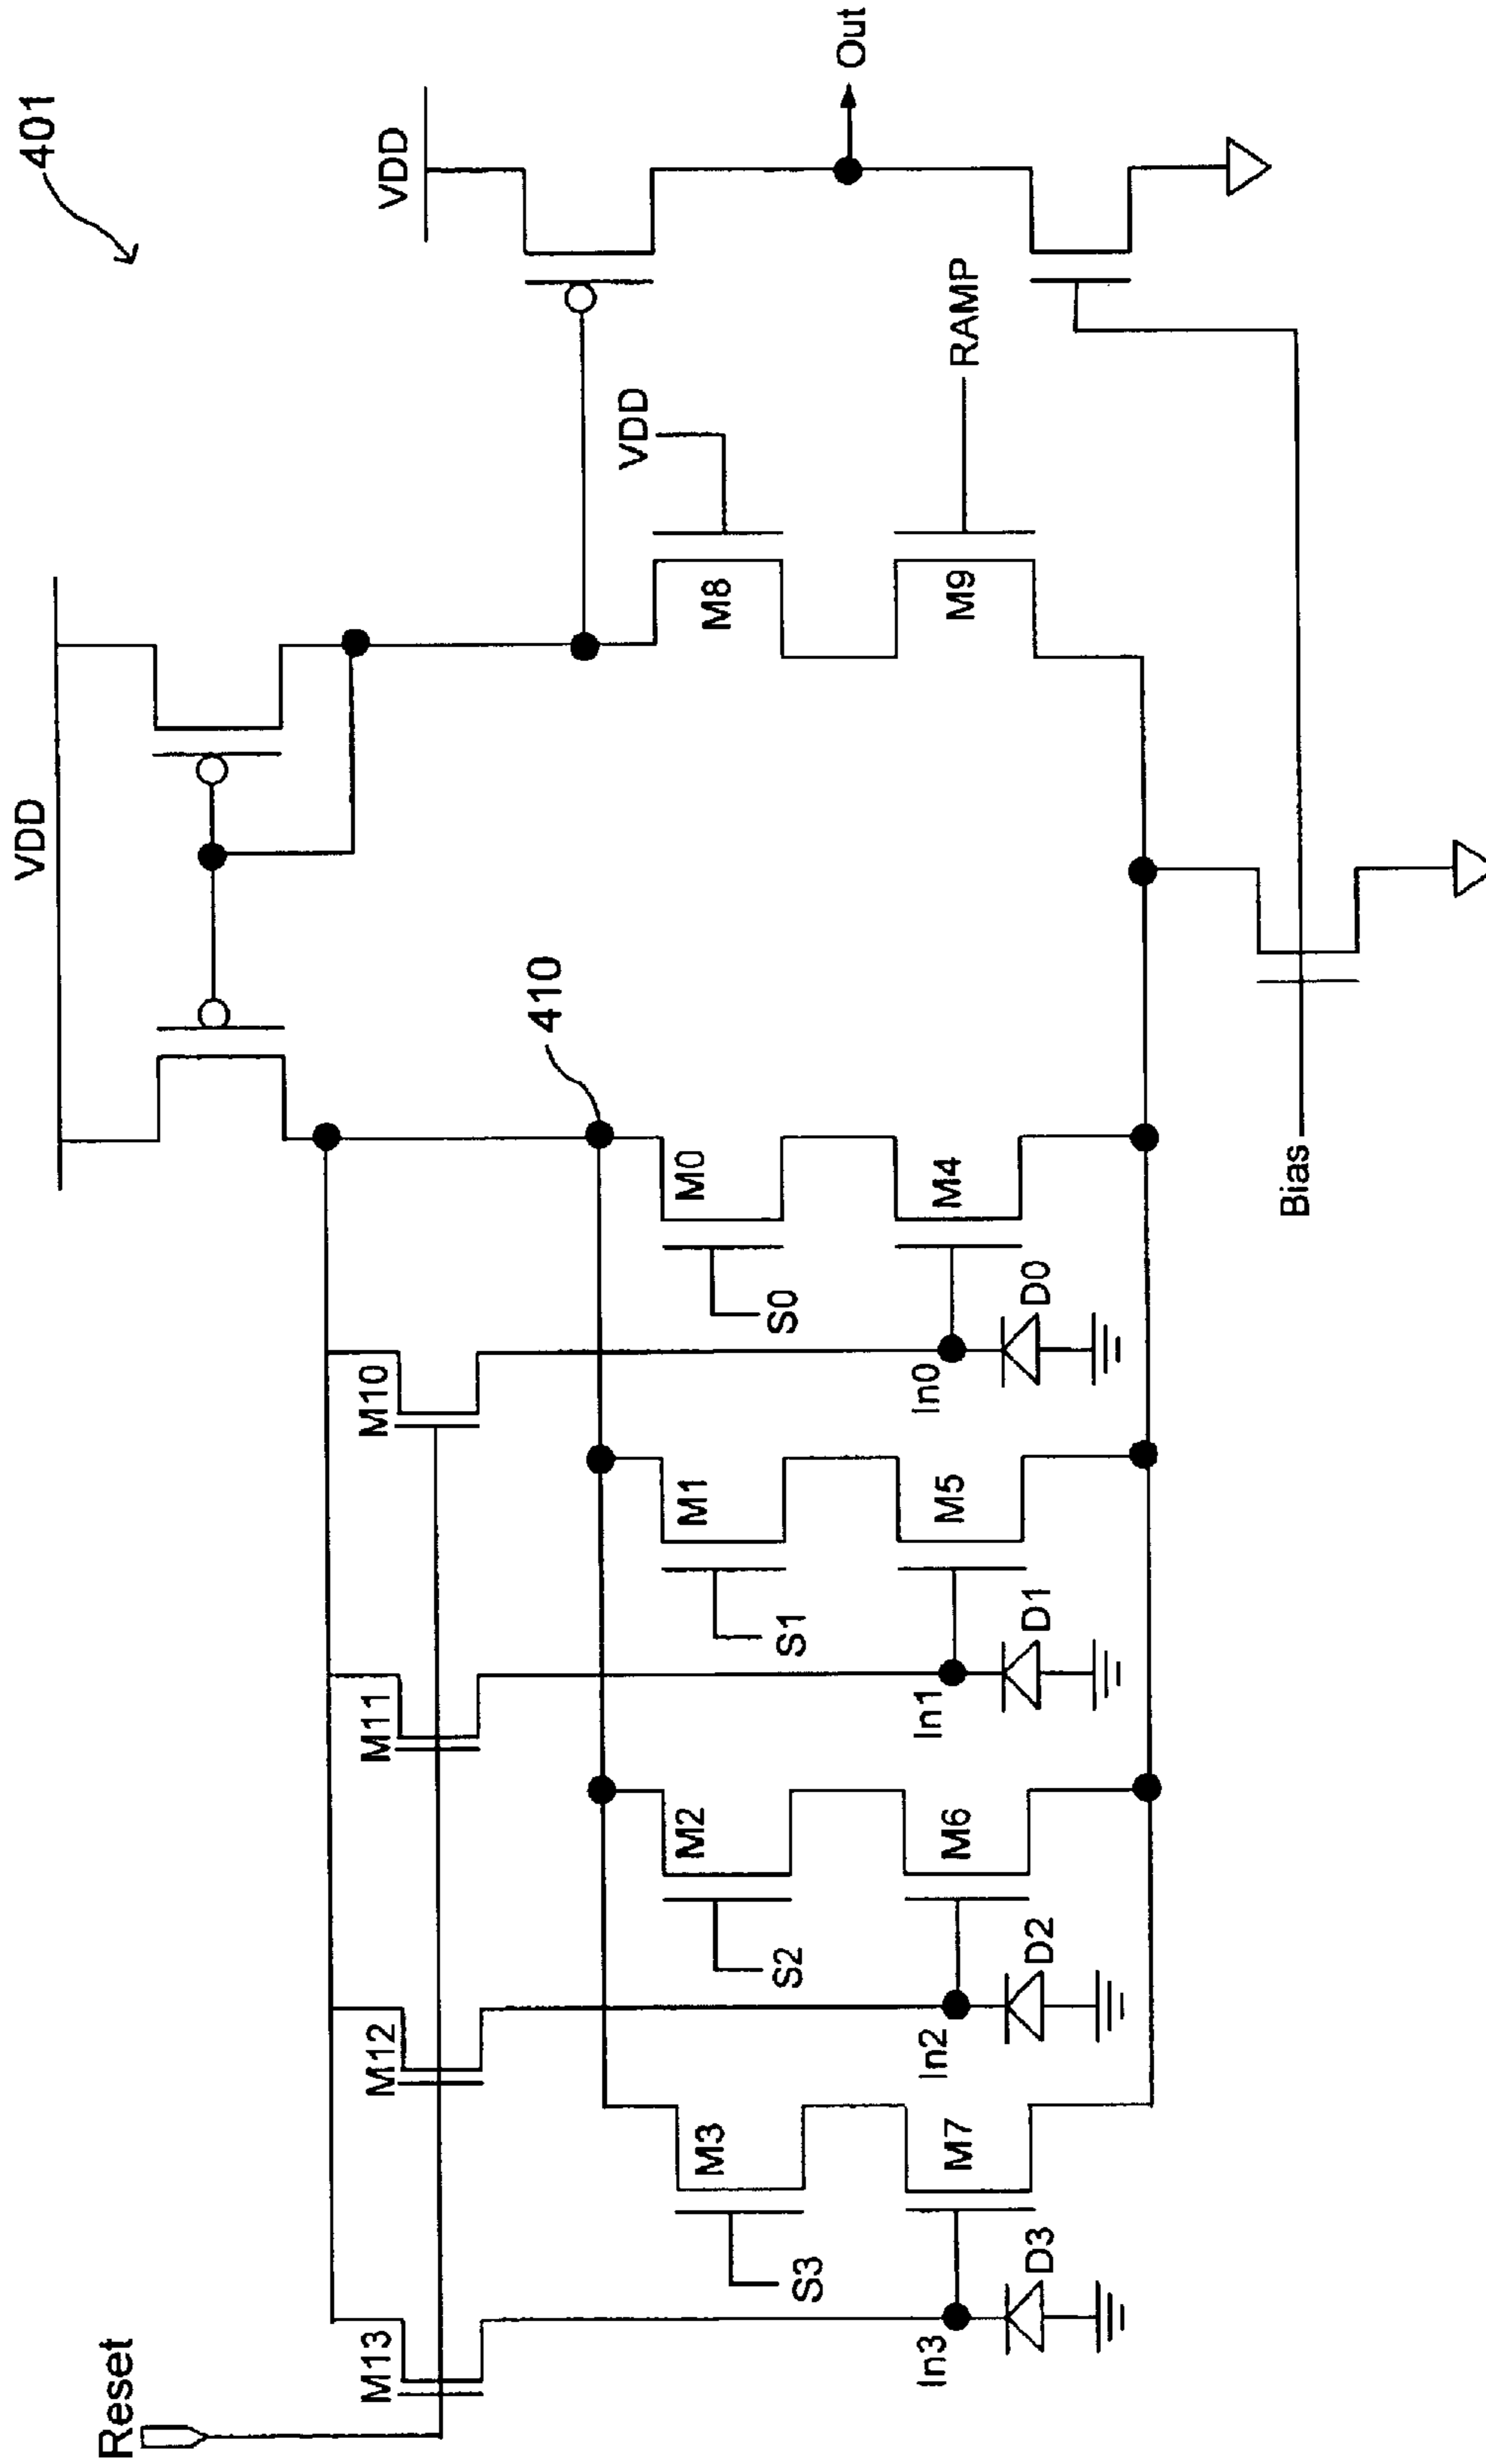 401
Reset
VDD
VDD
Out
M13
M12
M11
M10
410
VDD
RAMP
S3
M3
S2
M2
S1
M1
S0
M0
M8
In3
M7
In2
M6
In1
M5
In0
M4
M9
D3
D2
D1
D0
Bias